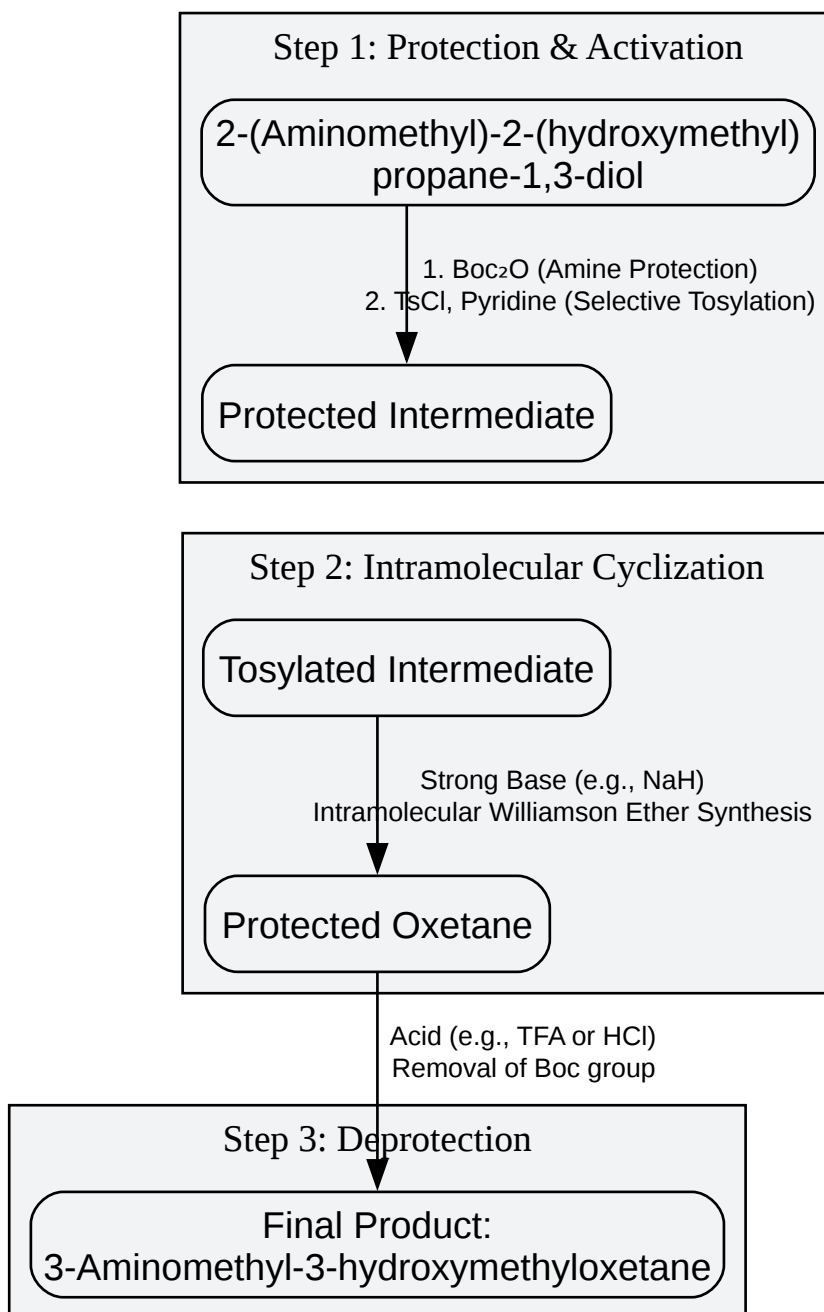 Step 1: Protection & Activation
2-(Aminomethyl)-2-(hydroxymethyl)
propane-1,3-diol
1. Boc₂O (Amine Protection)
2. TsCl, Pyridine (Selective Tosylation)
Protected Intermediate
Step 2: Intramolecular Cyclization
Tosylated Intermediate
Strong Base (e.g., NaH)
Intramolecular Williamson Ether Synthesis
Protected Oxetane
Acid (e.g., TFA or HCl)
Removal of Boc group
Step 3: Deprotection
Final Product:
3-Aminomethyl-3-hydroxymethyloxetane